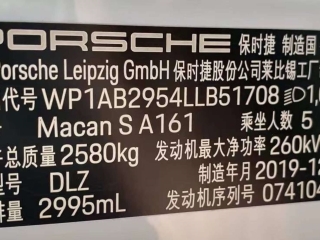 PORSCHE 保时捷 制造国
Porsche Leipzig GmbH 保时捷股份公司莱比锡工厂
代号 WP1AB2954LLB51708
Macan S A161 乘坐人数 5
总质量 2580kg 发动机最大净功率 260kW
型号 DLZ 制造年月 2019-12
排量 2995mL 发动机序列号 074104